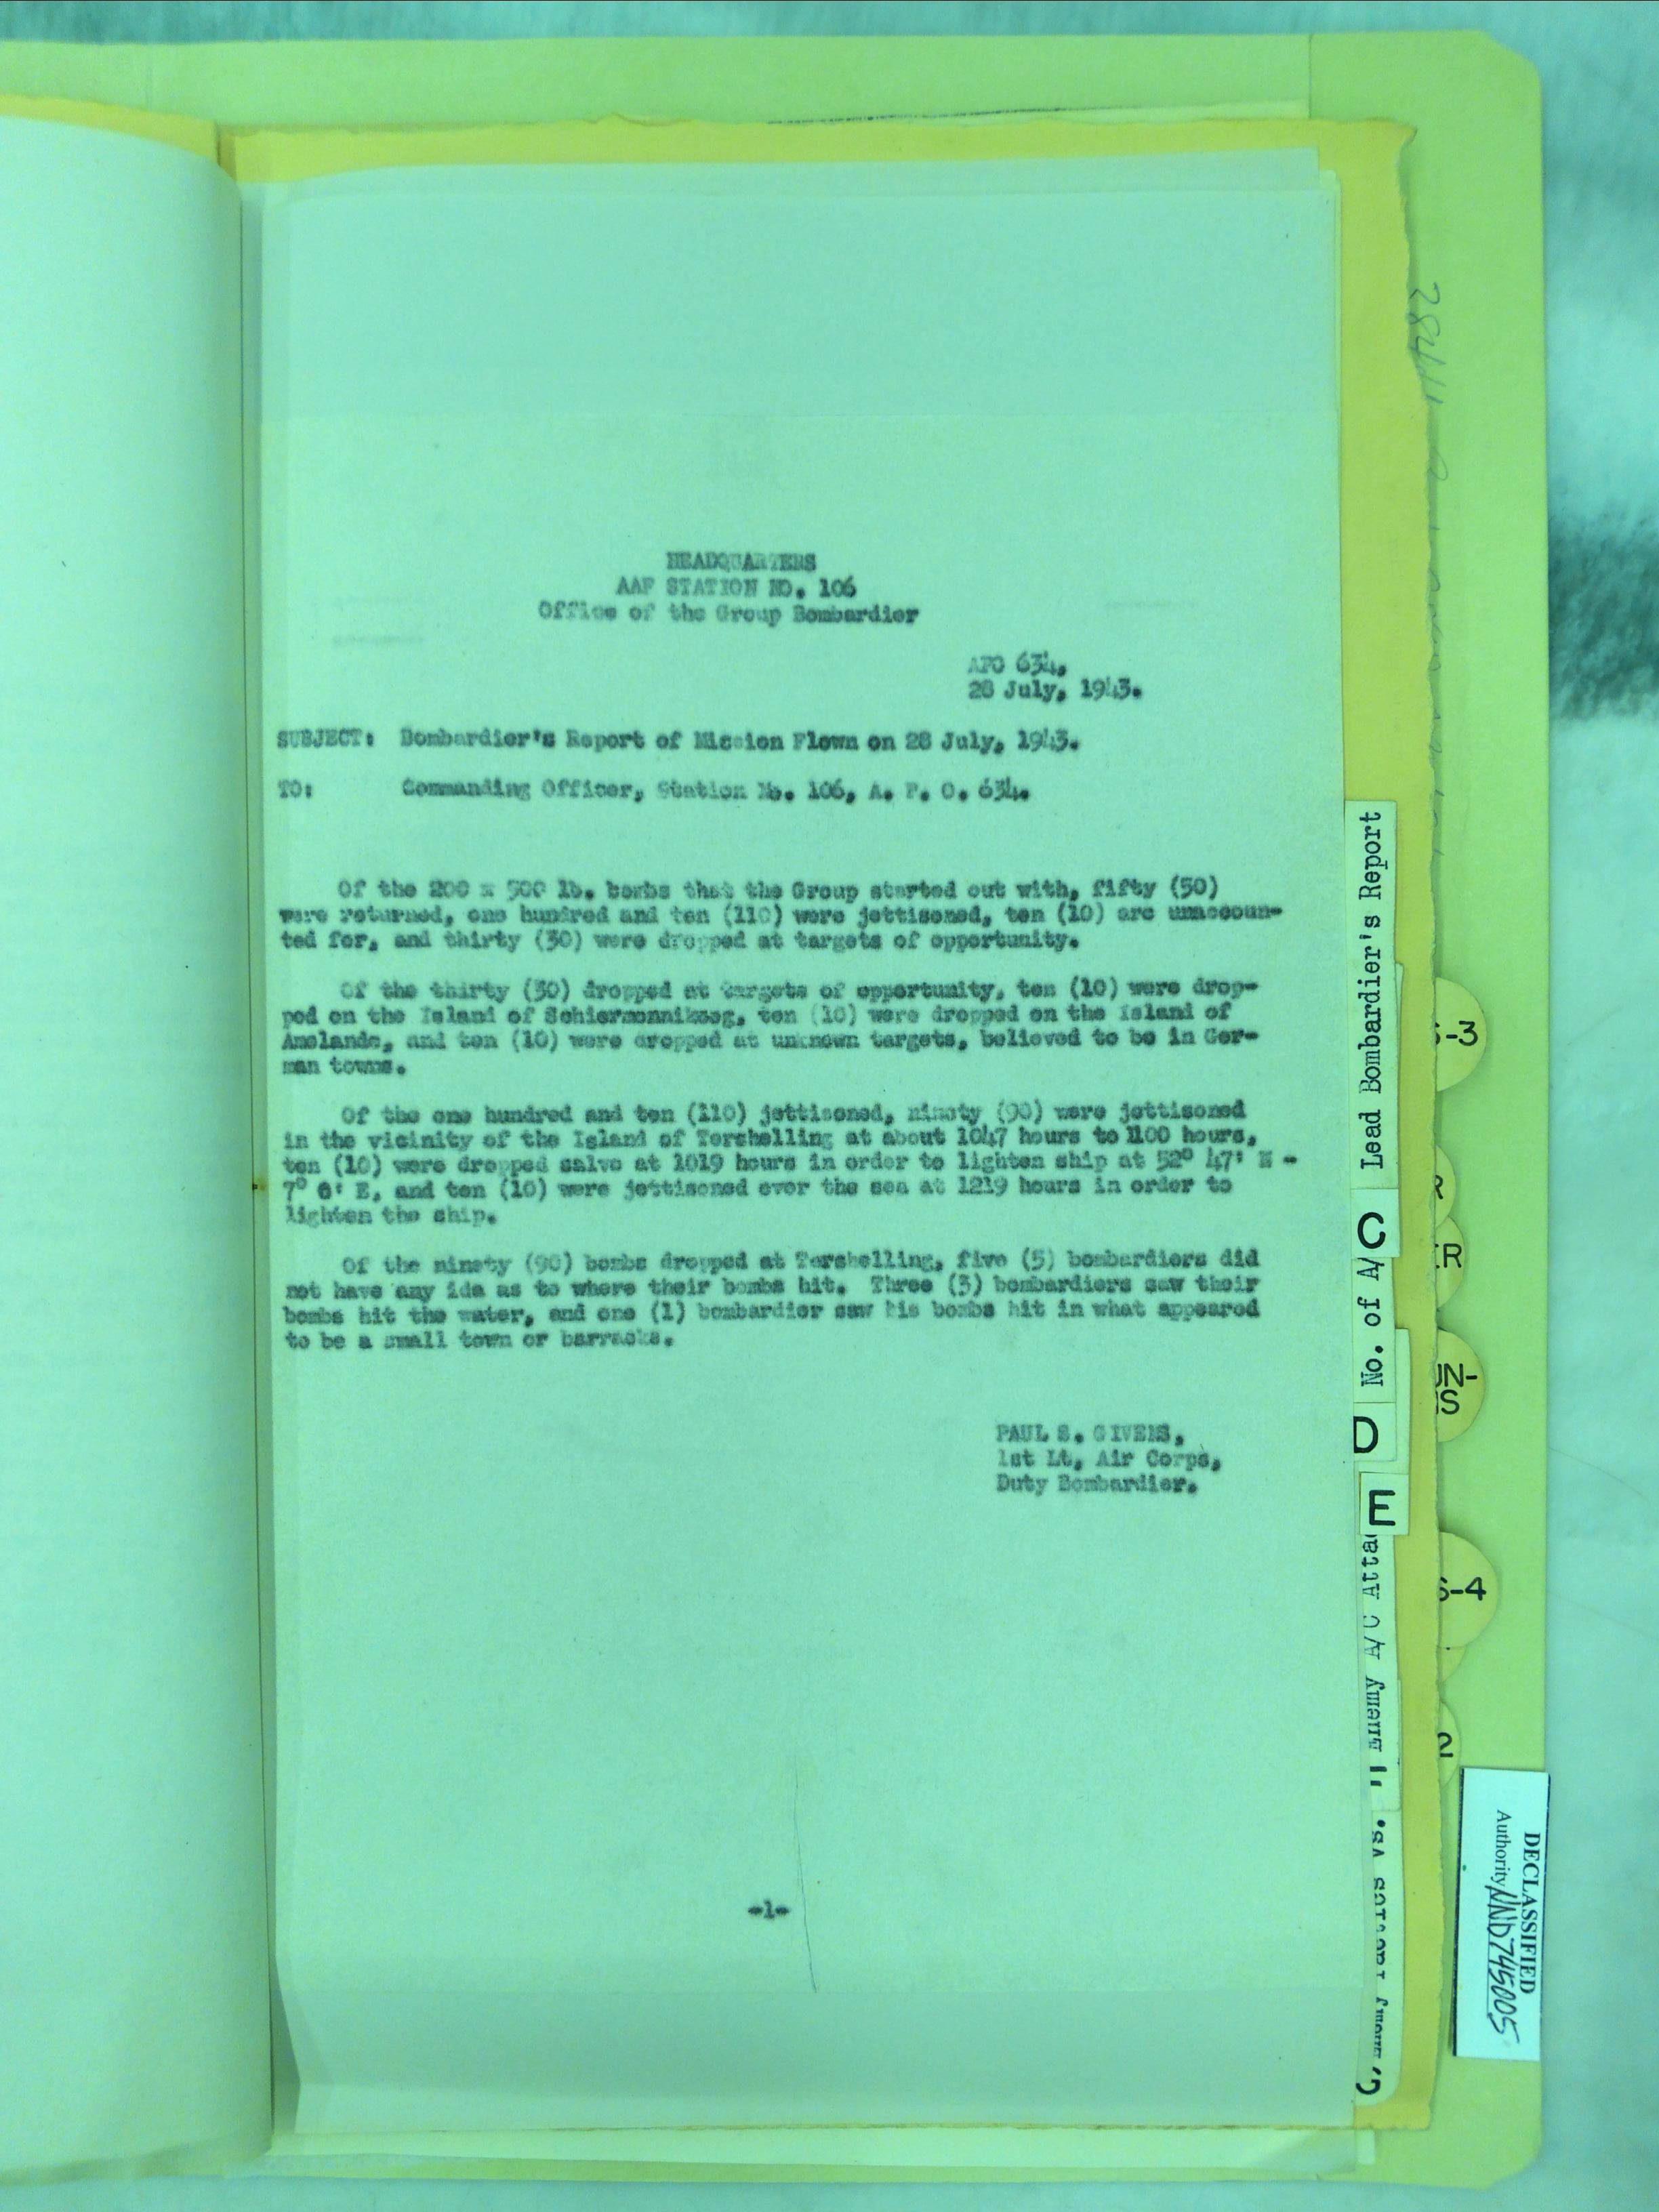 HEADQUARTERS
AAF STATION NO. 106
Office of the Group Bombardier
APO 634,
28 July, 1943.
SUBJECT: Bombardier's Report of Mission Flown on 28 July, 1943.
TO: Commanding Officer, Station No. 106, A. P. O. 634.
Of the 200 x 500 lb. bombs that the Group started out with, fifty (50)
were returned, one hundred and ten (110) were jettisoned, ten (10) are unaccoun-
ted for, and thirty (30) were dropped at targets of opportunity.
Of the thirty (30) dropped at targets of opportunity, ten (10) were drop-
ped on the Island of Schiermonnikoog, ten (10) were dropped on the Island of
Amelande, and ten (10) were dropped at unknown targets, believed to be in Ger-
man towns.
Of the one hundred and ten (110) jettisoned, ninety (90) were jettisoned
in the vicinity of the Island of Tershelling at about 1047 hours to 1100 hours,
ten (10) were dropped salvo at 1019 hours in order to lighten ship at 52° 47' N -
7° 6' E, and ten (10) were jettisoned over the sea at 1219 hours in order to
lighten the ship.
Of the ninety (90) bombs dropped at Tershelling, five (5) bombardiers did
not have any ida as to where their bombs hit. Three (3) bombardiers saw their
bombs hit the water, and one (1) bombardier saw his bombs hit in what appeared
to be a small town or barracks.
PAUL S. GIVENS,
1st Lt, Air Corps,
Duty Bombardier.
-1-
Lead Bombardier's Report
C
No. of A/
D
E
Enemy A/C Atta
S-3
R
IR
UN-
NS
S-4
2
DECLASSIFIED
Authority NND745005